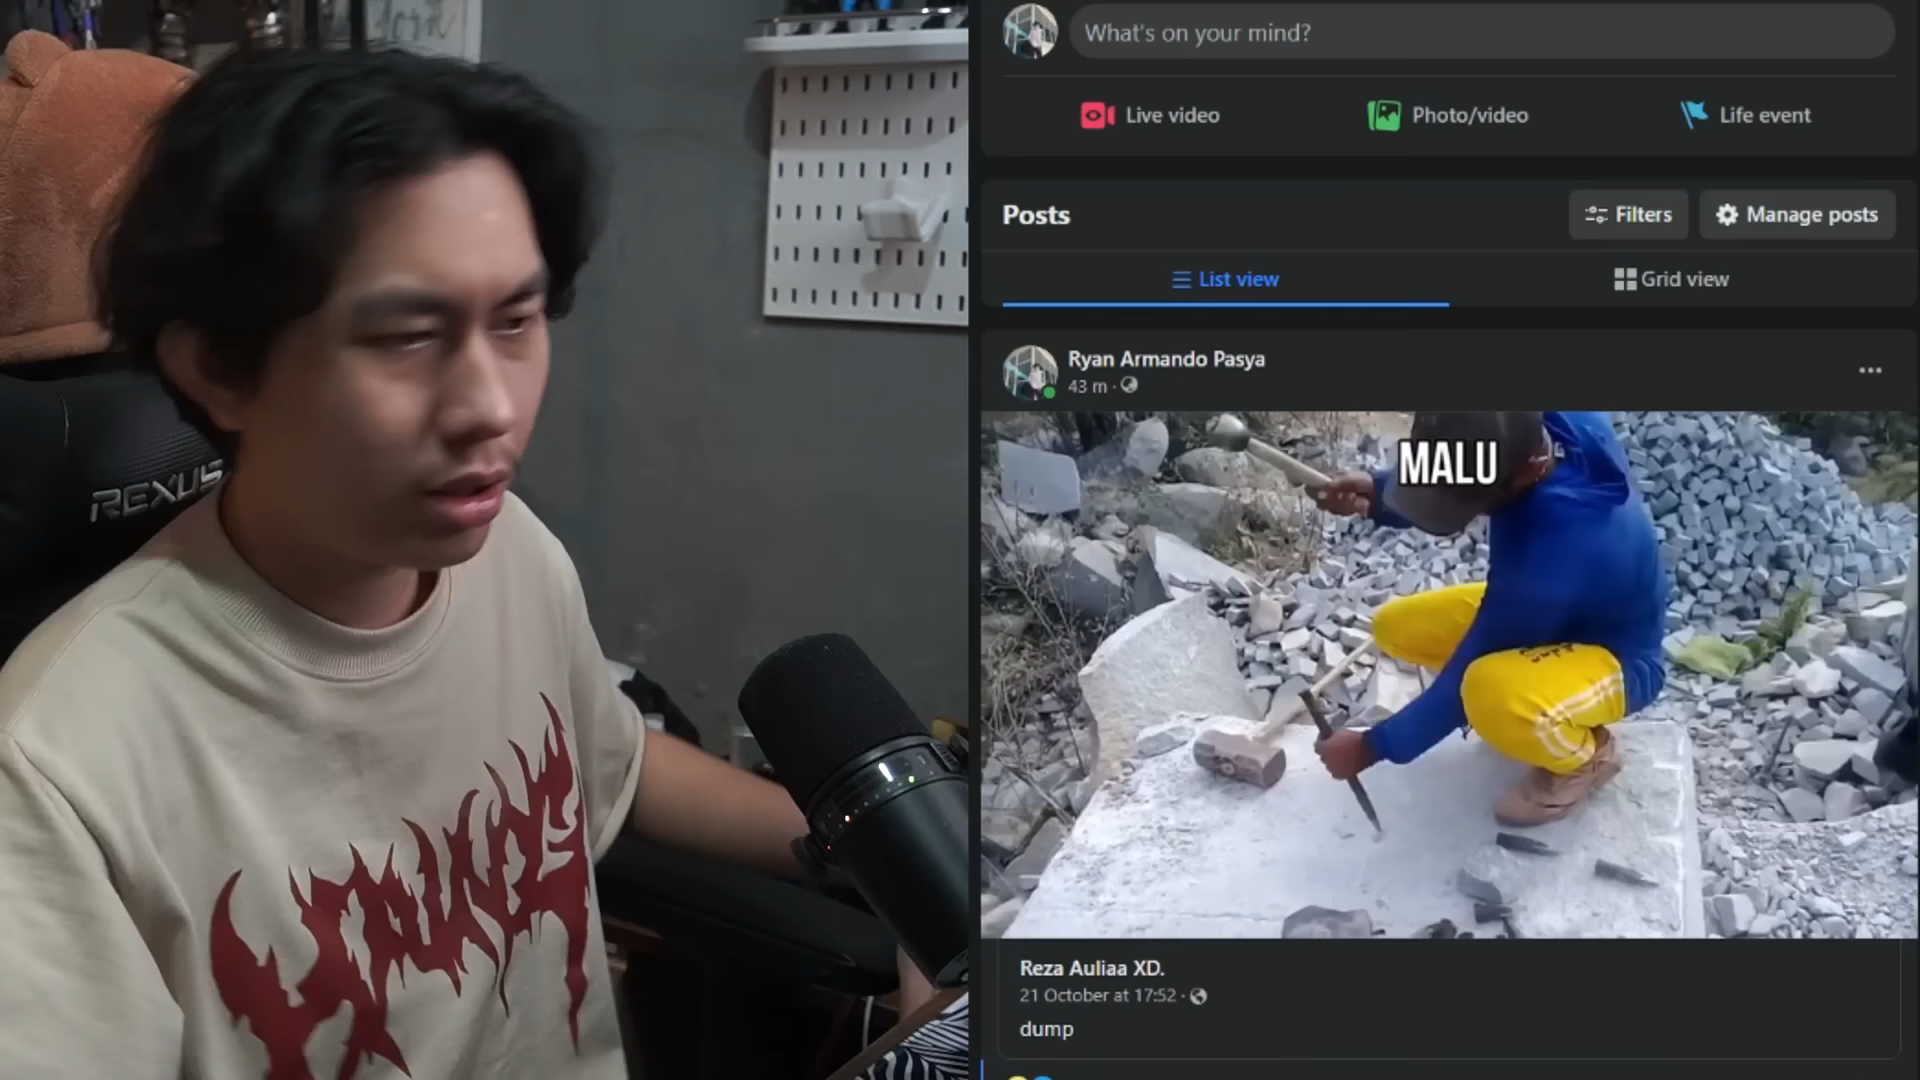 What's on your mind?
Live video
Photo/video
Life event
Posts
Filters
Manage posts
List view
Grid view
Ryan Armando Pasya
43 m
MALU
REXUS
Reza Auliaa XD.
21 October at 17:52
dump